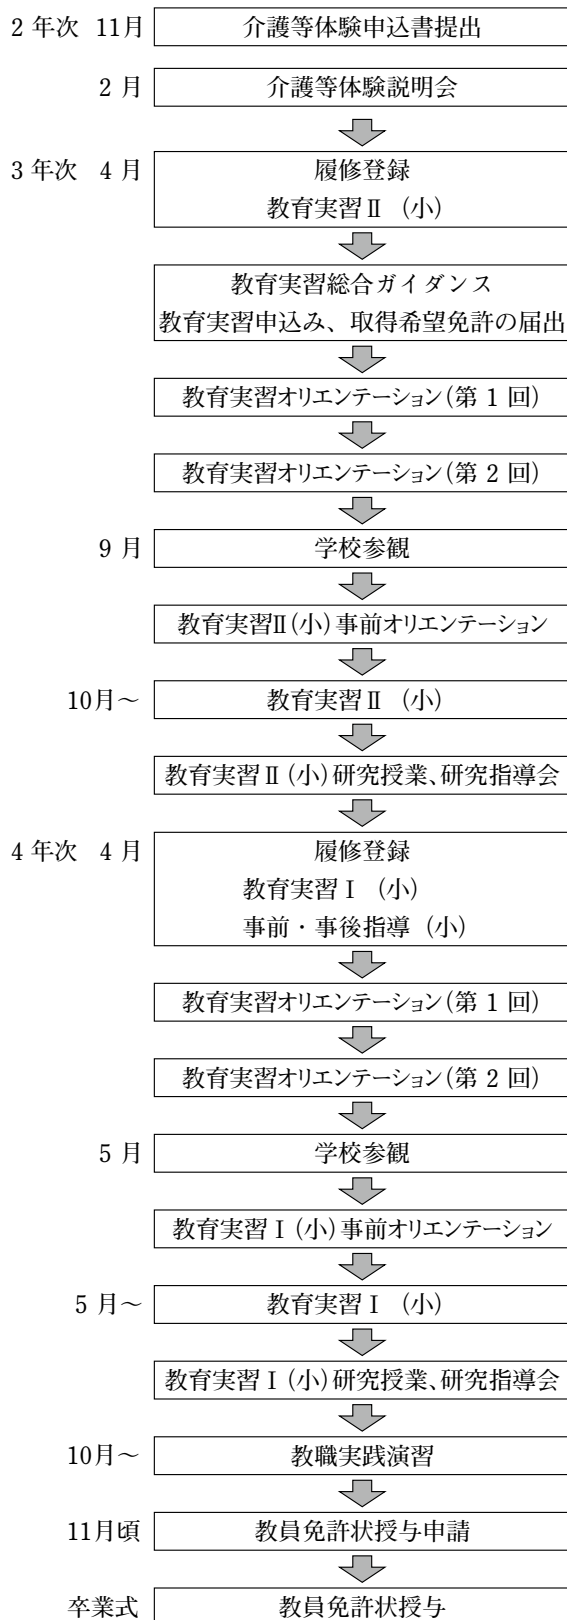 2 年次 11月 介護等体験申込書提出
2 月 介護等体験説明会
3 年次 4 月 履修登録
教育実習Ⅱ (小)
教育実習総合ガイダンス
教育実習申込み、取得希望免許の届出
教育実習オリエンテーション(第 1 回)
教育実習オリエンテーション(第 2 回)
9 月 学校参観
教育実習Ⅱ(小)事前オリエンテーション
10月～ 教育実習Ⅱ (小)
教育実習Ⅱ(小)研究授業、研究指導会
4 年次 4 月 履修登録
教育実習Ⅰ (小)
事前・事後指導 (小)
教育実習オリエンテーション(第 1 回)
教育実習オリエンテーション(第 2 回)
5 月 学校参観
教育実習Ⅰ(小)事前オリエンテーション
5 月～ 教育実習Ⅰ (小)
教育実習Ⅰ(小)研究授業、研究指導会
10月～ 教職実践演習
11月頃 教員免許状授与申請
卒業式 教員免許状授与